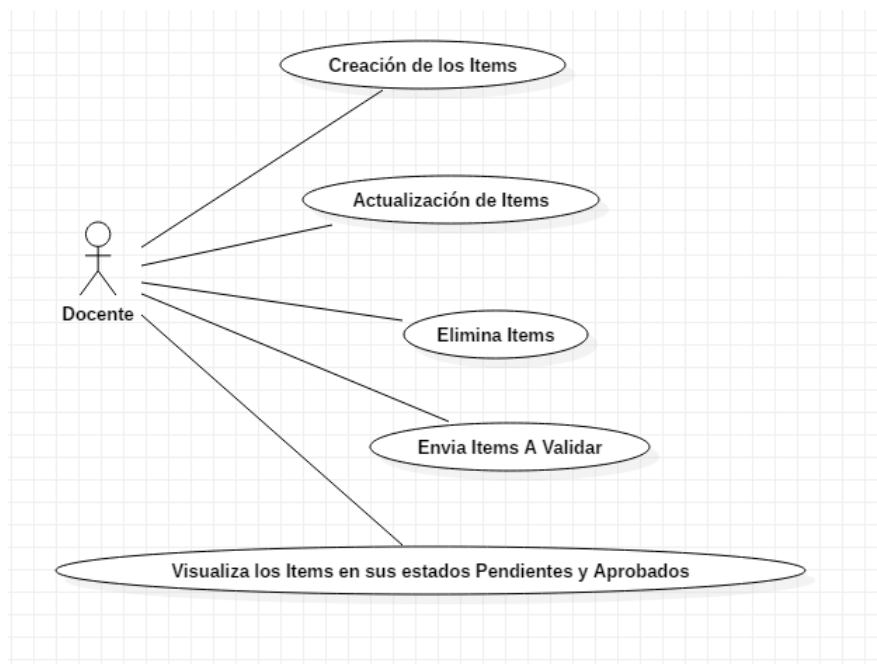 Creación de los Items
Actualización de Items
Docente
Elimina Items
Envia Items A Validar
Visualiza los Items en sus estados Pendientes y Aprobados